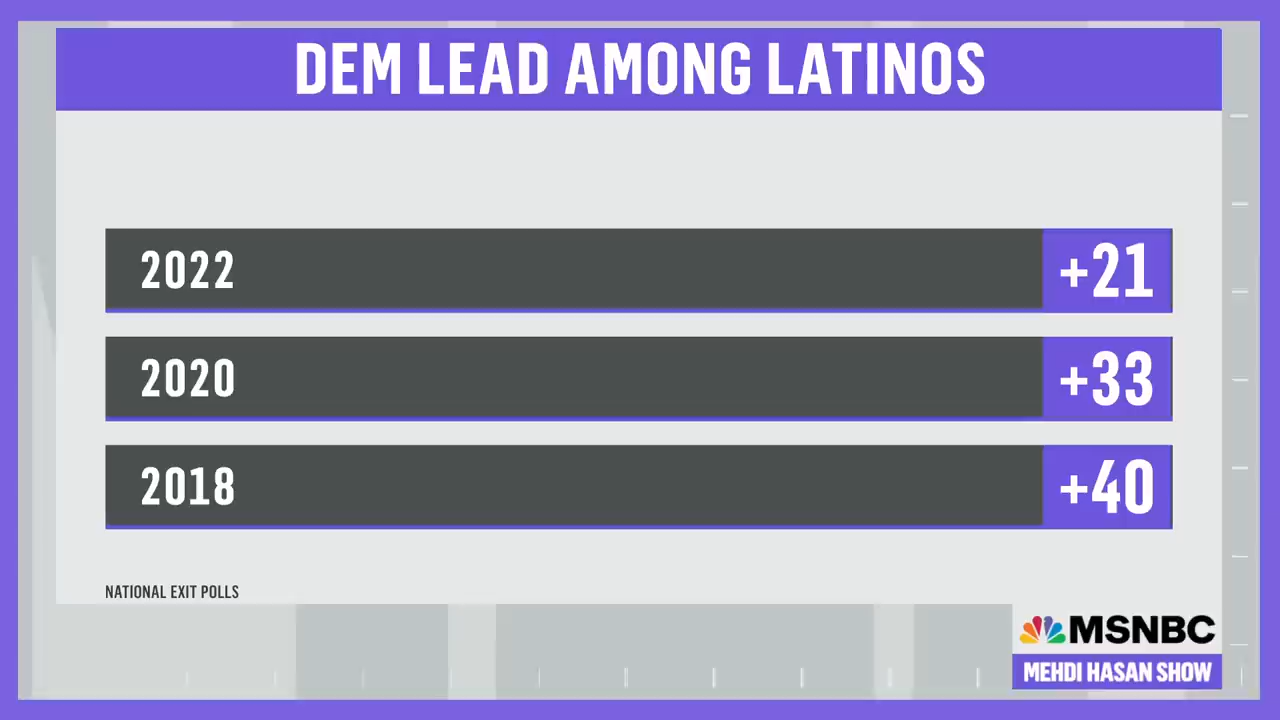 DEM LEAD AMONG LATINOS
2022 +21
2020 +33
2018 +40
NATIONAL EXIT POLLS
MSNBC
MEHDI HASAN SHOW